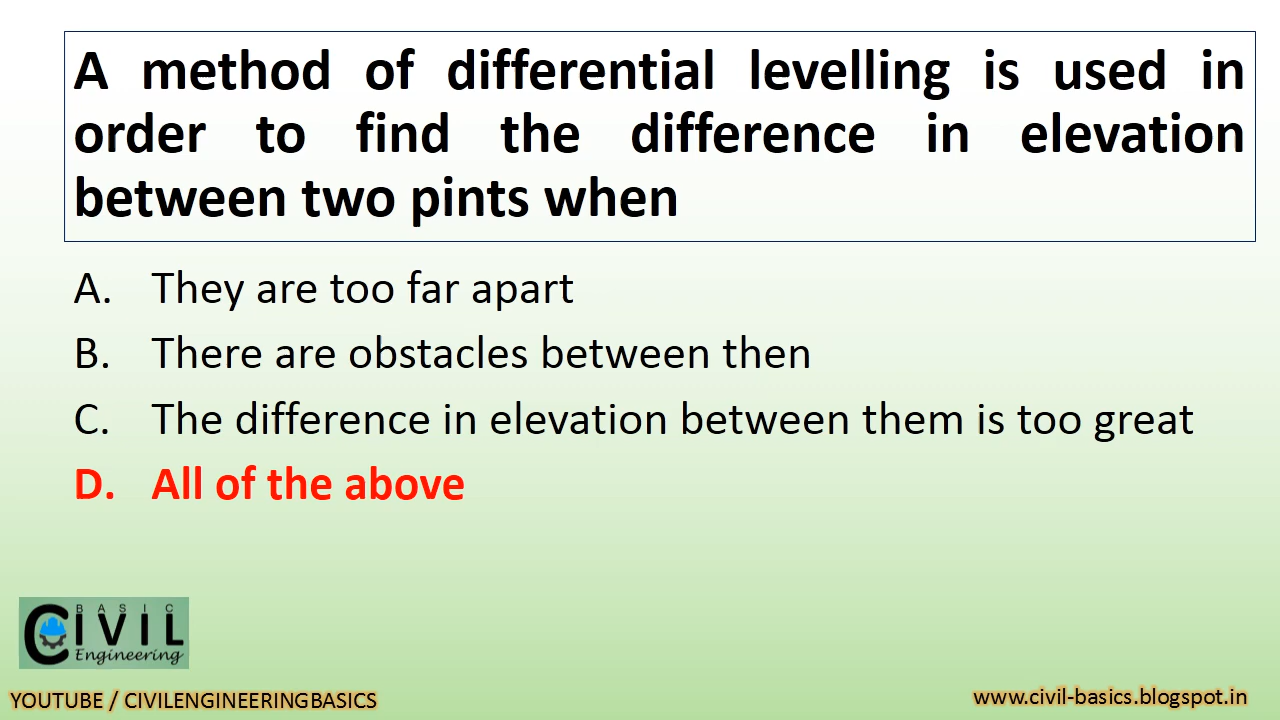 A method of differential levelling is used in
order to find the difference in elevation
between two pints when
A. They are too far apart
B. There are obstacles between then
C. The difference in elevation between them is too great
D. All of the above
BASIC
CIVIL
Engineering
YOUTUBE / CIVILENGINEERINGBASICS
www.civil-basics.blogspot.in